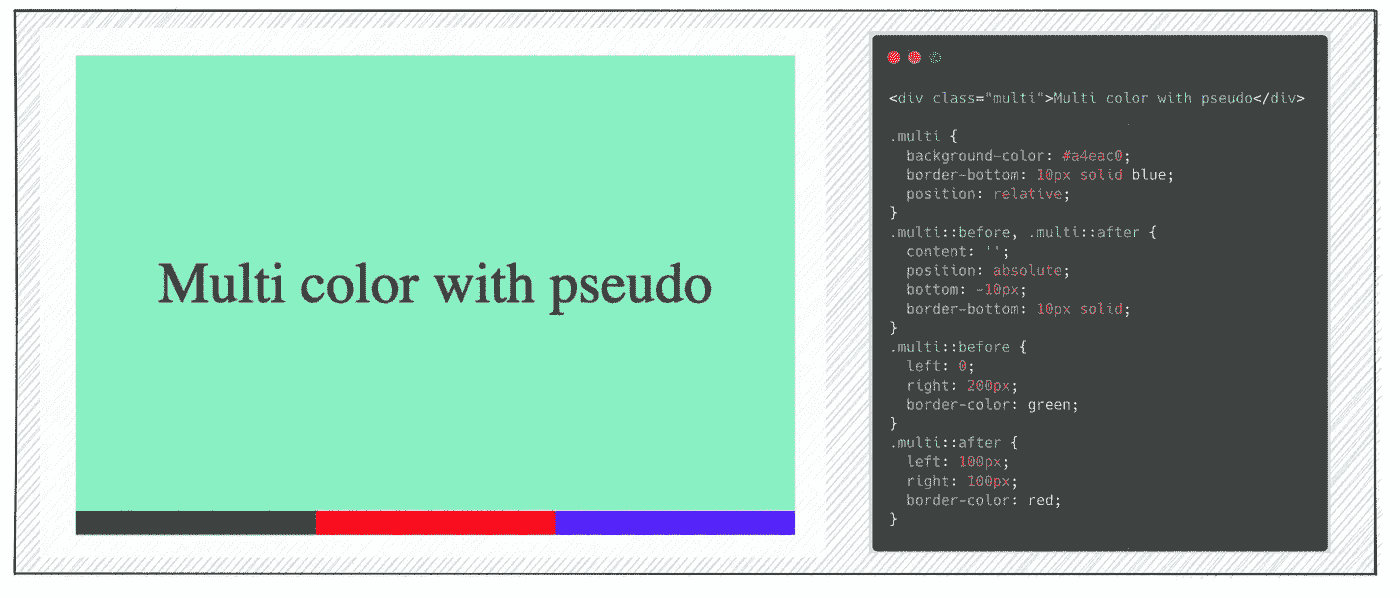 Multi color with pseudo
<div class="multi">Multi color with pseudo</div>
.multi {
  background-color: #a4eac0;
  border-bottom: 10px solid blue;
  position: relative;
}
.multi::before, .multi::after {
  content: '';
  position: absolute;
  bottom: -10px;
  border-bottom: 10px solid;
}
.multi::before {
  left: 0;
  right: 200px;
  border-color: green;
}
.multi::after {
  left: 100px;
  right: 100px;
  border-color: red;
}